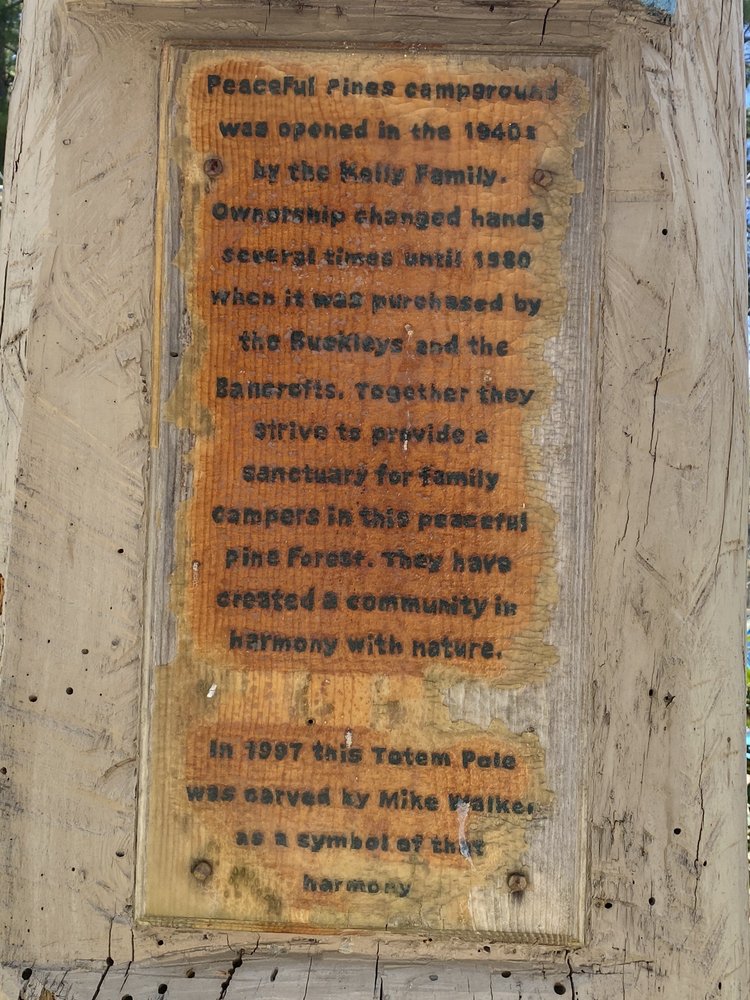 Peaceful Pines campground
was opened in the 1940s
by the Kelly Family.
Ownership changed hands
several times until 1980
when it was purchased by
the Buckleys and the
Bancrofts. Together they
strive to provide a
sanctuary for family
campers in this peaceful
pine Forest. They have
created a community in
harmony with nature.
In 1997 this Totem Pole
was carved by Mike Walker
as a symbol of that
harmony